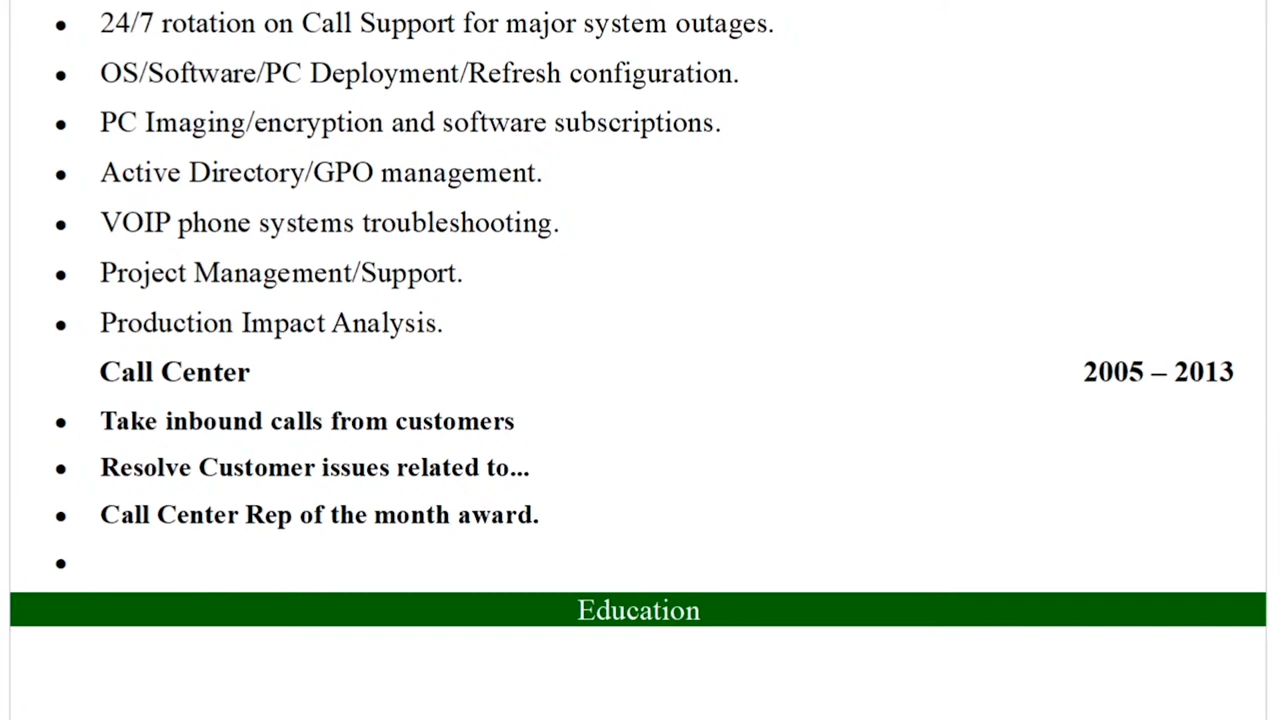 • 24/7 rotation on Call Support for major system outages.
• OS/Software/PC Deployment/Refresh configuration.
• PC Imaging/encryption and software subscriptions.
• Active Directory/GPO management.
• VOIP phone systems troubleshooting.
• Project Management/Support.
• Production Impact Analysis.
Call Center 2005 – 2013
• Take inbound calls from customers
• Resolve Customer issues related to...
• Call Center Rep of the month award.
•
Education